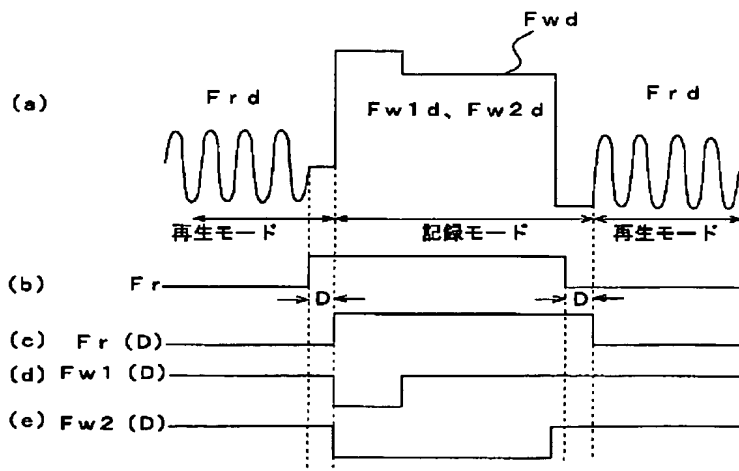 Fwd
(a)
Frd
Fw1d、Fw2d
Frd
再生モード
記録モード
再生モード
(b)
Fr
D
D
(c) Fr (D)
(d) Fw1 (D)
(e) Fw2 (D)